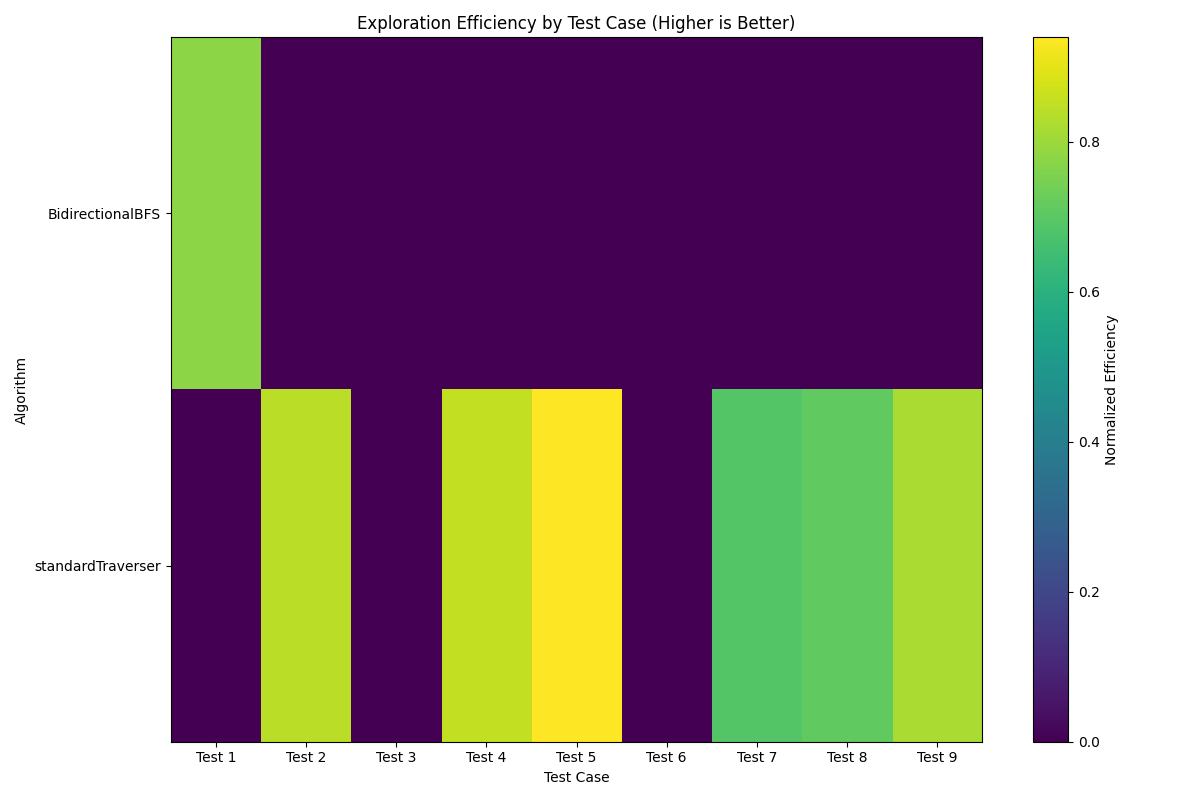 Exploration Efficiency by Test Case (Higher is Better)
Algorithm
BidirectionalBFS
standardTraverser
Test 1 Test 2 Test 3 Test 4 Test 5 Test 6 Test 7 Test 8 Test 9
Test Case
0.8
0.6
0.4
0.2
0.0
Normalized Efficiency